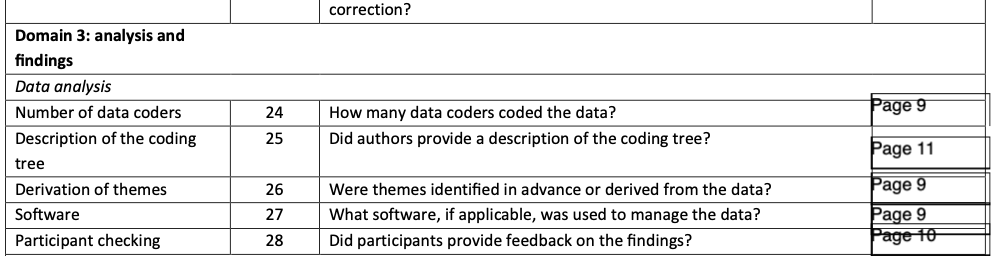 correction?
Domain 3: analysis and
findings
Data analysis
Number of data coders 24 How many data coders coded the data? Page 9
Description of the coding 25 Did authors provide a description of the coding tree? Page 11
tree
Derivation of themes 26 Were themes identified in advance or derived from the data? Page 9
Software 27 What software, if applicable, was used to manage the data? Page 9
Participant checking 28 Did participants provide feedback on the findings? Page 10